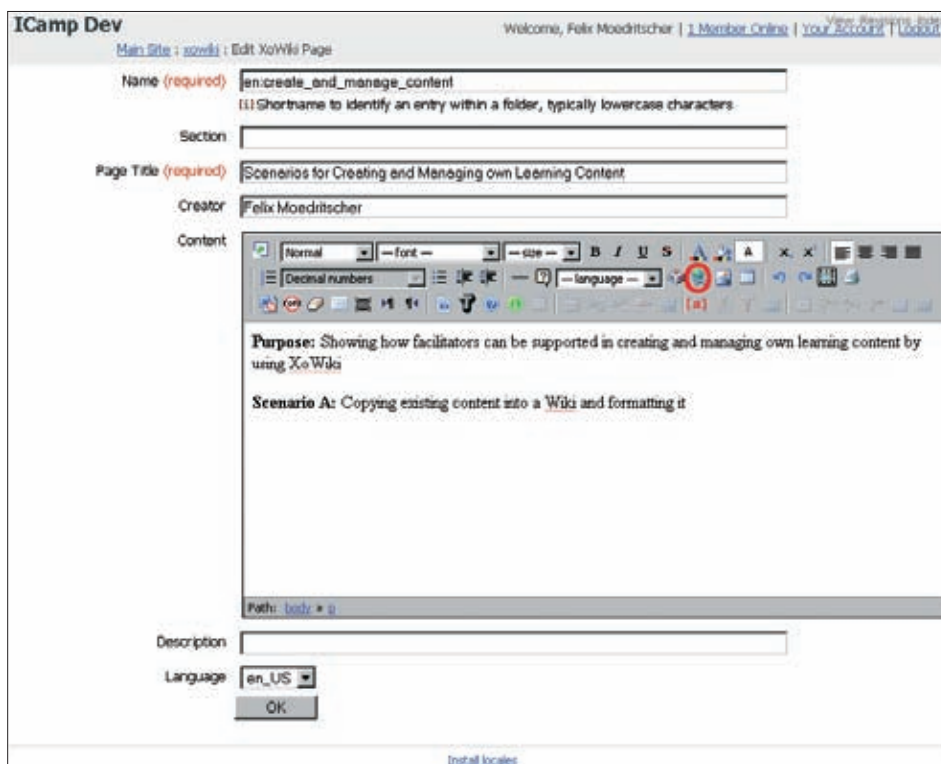 ICamp Dev
Welcome, Felix Moedritscher | 1 Member Online | Your Account | Logout
View Revisions Index
Main Site : xowiki : Edit XoWiki Page
Name (required) en:create_and_manage_content
[i] Shortname to identify an entry within a folder, typically lowercase characters
Section
Page Title (required) Scenarios for Creating and Managing own Learning Content
Creator Felix Moedritscher
Content
Normal — font — — size — B I U S
Decimal numbers — language —
Purpose: Showing how facilitators can be supported in creating and managing own learning content by
using XoWiki
Scenario A: Copying existing content into a Wiki and formatting it
Path: body » p
Description
Language en_US
OK
Install locales